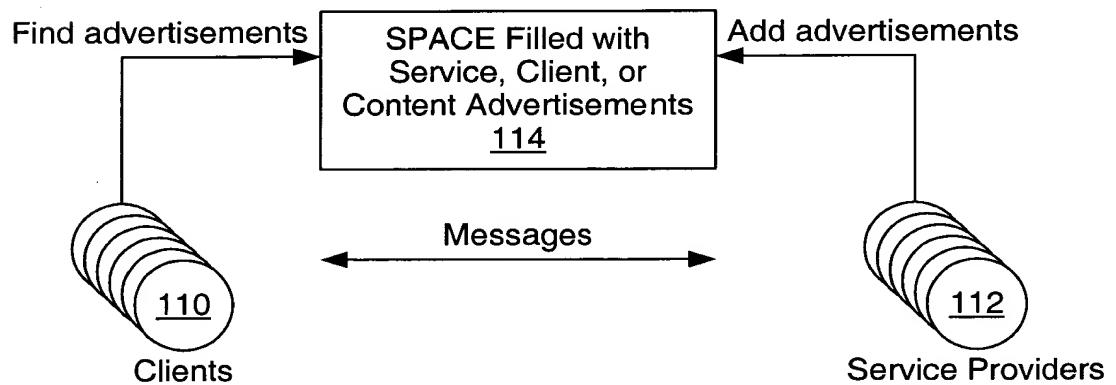 Find advertisements
SPACE Filled with
Service, Client, or
Content Advertisements
114
Add advertisements
Messages
110
Clients
112
Service Providers